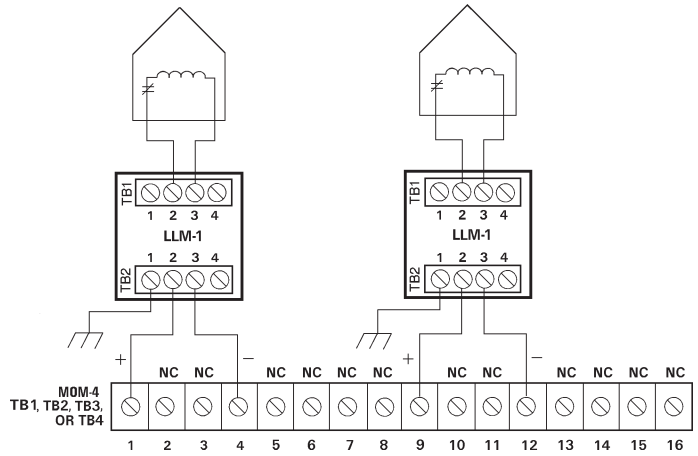 TB1 TB1
1 2 3 4 1 2 3 4
LLM-1 LLM-1
1 2 3 4 1 2 3 4
TB2 TB2
+ − + −
NC NC NC NC NC NC NC NC NC NC NC NC
MOM-4
TB1, TB2, TB3,
OR TB4
1 2 3 4 5 6 7 8 9 10 11 12 13 14 15 16